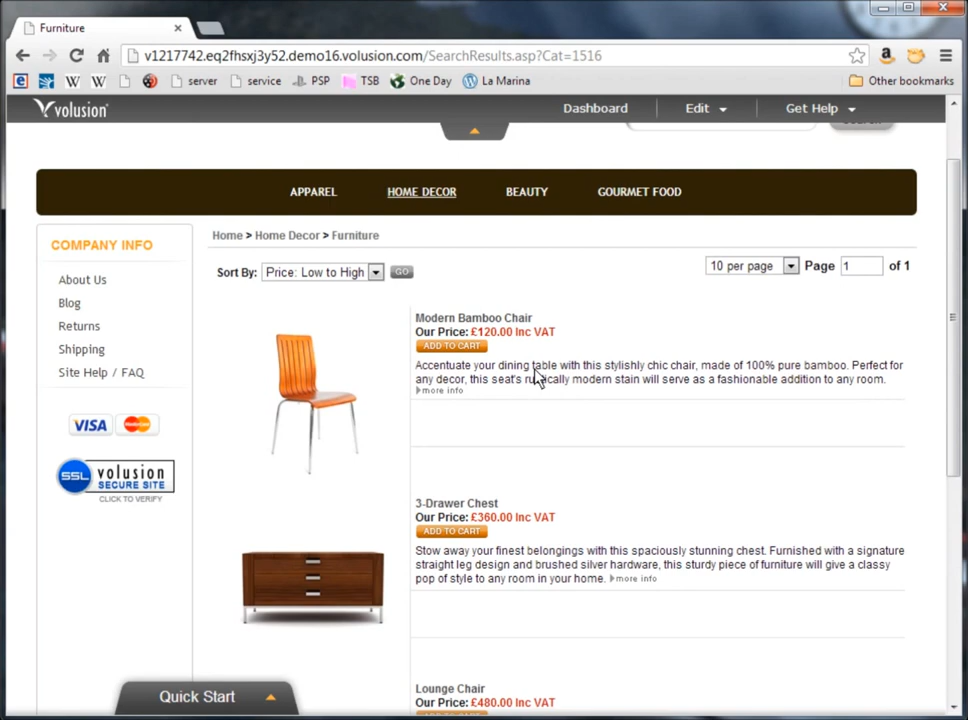 Furniture
v1217742.eq2fhsxj3y52.demo16.volusion.com/SearchResults.asp?Cat=1516
server service PSP TSB One Day La Marina Other bookmarks
volusion Dashboard Edit Get Help
APPAREL HOME DECOR BEAUTY GOURMET FOOD
COMPANY INFO
About Us
Blog
Returns
Shipping
Site Help / FAQ
VISA MasterCard
SSL volusion
SECURE SITE
CLICK TO VERIFY
Home > Home Decor > Furniture
Sort By: Price: Low to High GO
10 per page Page 1 of 1
Modern Bamboo Chair
Our Price: £120.00 Inc VAT
ADD TO CART
Accentuate your dining table with this stylishly chic chair, made of 100% pure bamboo. Perfect for
any decor, this seat's rustically modern stain will serve as a fashionable addition to any room.
more info
3-Drawer Chest
Our Price: £360.00 Inc VAT
ADD TO CART
Stow away your finest belongings with this spaciously stunning chest. Furnished with a signature
straight leg design and brushed silver hardware, this sturdy piece of furniture will give a classy
pop of style to any room in your home. more info
Lounge Chair
Our Price: £480.00 Inc VAT
Quick Start